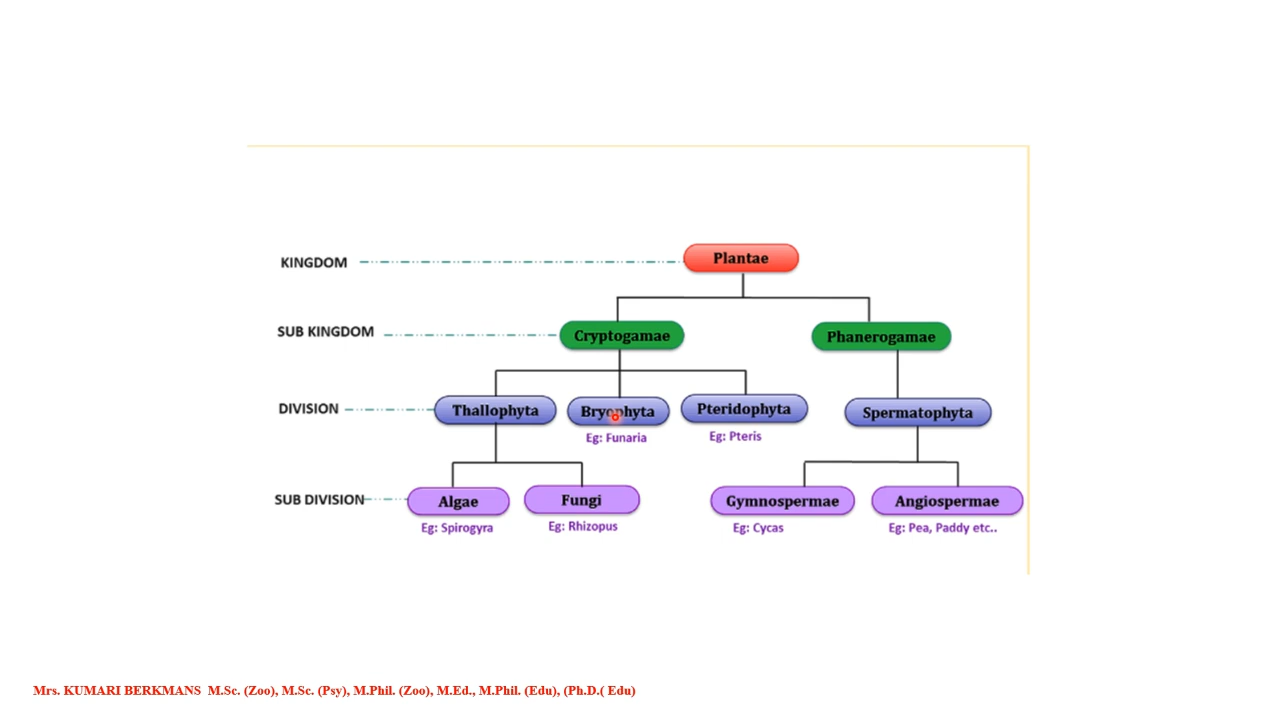 KINGDOM
Plantae
SUB KINGDOM
Cryptogamae
Phanerogamae
DIVISION
Thallophyta
Bryophyta
Pteridophyta
Spermatophyta
Eg: Funaria
Eg: Pteris
SUB DIVISION
Algae
Fungi
Gymnospermae
Angiospermae
Eg: Spirogyra
Eg: Rhizopus
Eg: Cycas
Eg: Pea, Paddy etc..
Mrs. KUMARI BERKMANS M.Sc. (Zoo), M.Sc. (Psy), M.Phil. (Zoo), M.Ed., M.Phil. (Edu), (Ph.D.( Edu)